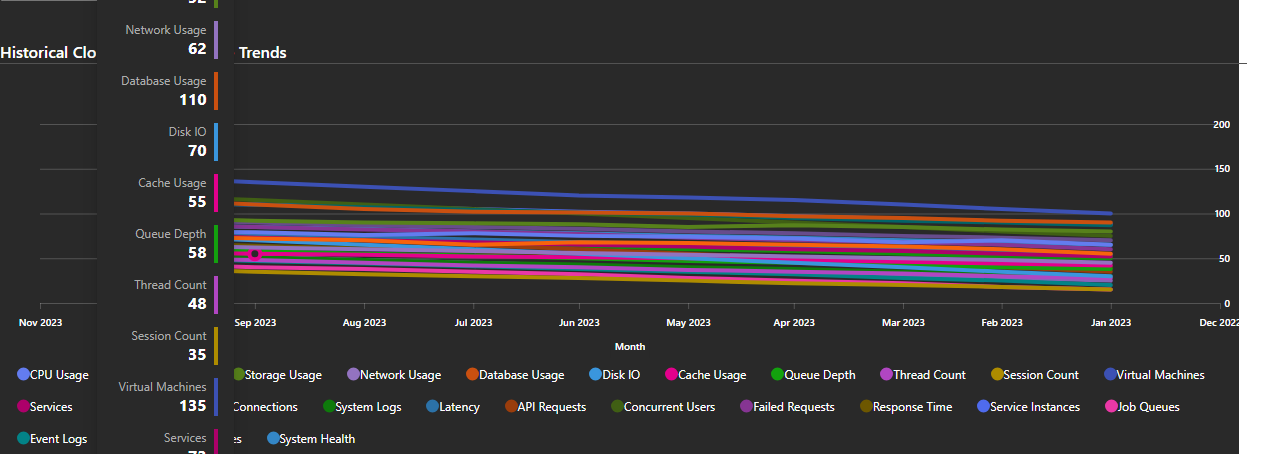 Network Usage
62
Historical Clo Trends
Database Usage
110
Disk IO
70
Cache Usage
55
Queue Depth
58
Thread Count
48
Session Count
35
Virtual Machines
135
Services
200
150
100
50
0
Nov 2023 Sep 2023 Aug 2023 Jul 2023 Jun 2023 May 2023 Apr 2023 Mar 2023 Feb 2023 Jan 2023 Dec 2022
Month
CPU Usage Storage Usage Network Usage Database Usage Disk IO Cache Usage Queue Depth Thread Count Session Count Virtual Machines
Services Connections System Logs Latency API Requests Concurrent Users Failed Requests Response Time Service Instances Job Queues
Event Logs es System Health